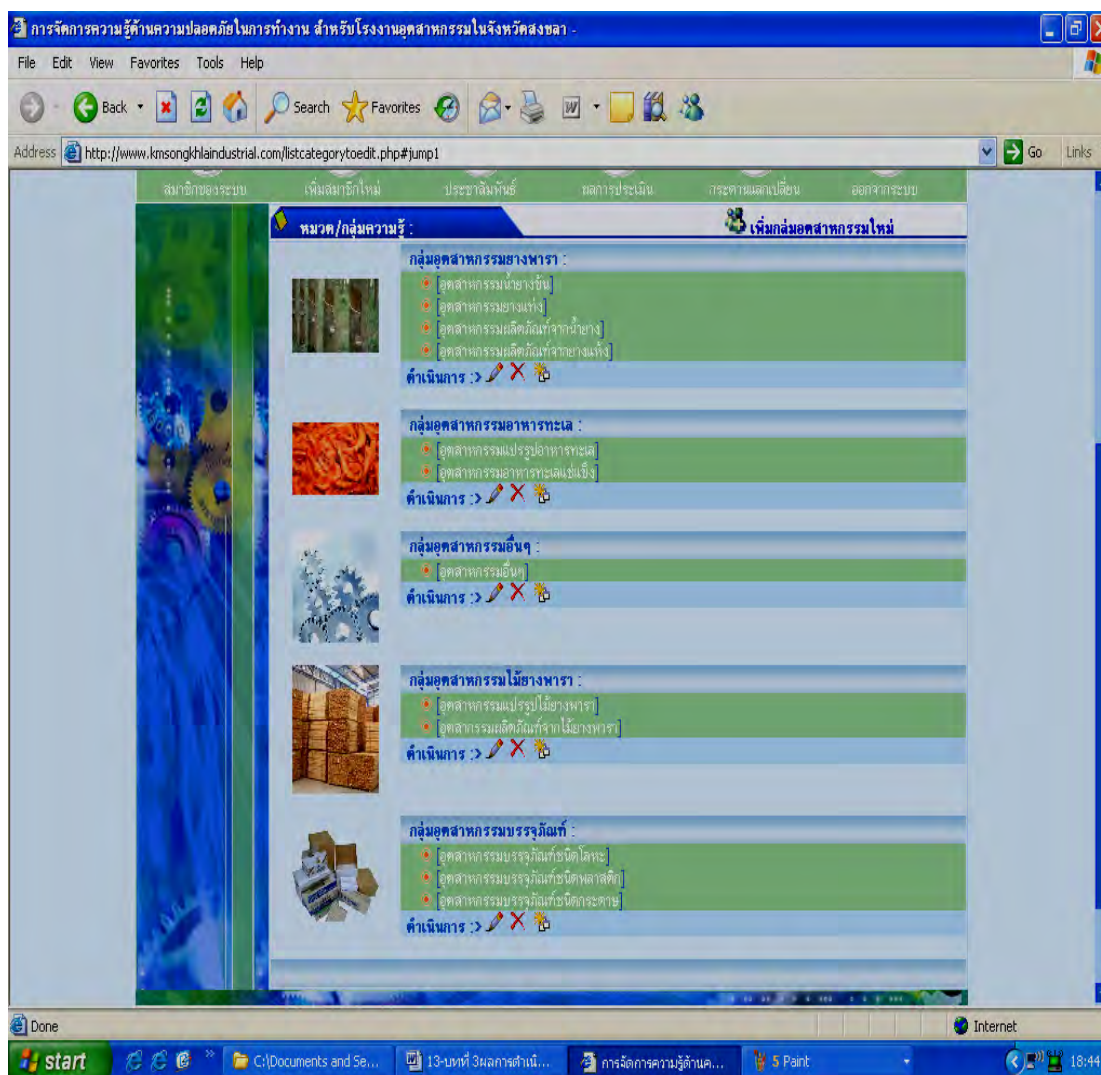 การจัดการความรู้ด้านความปลอดภัยในการทำงาน สำหรับโรงงานอุตสาหกรรมในจังหวัดสงขลา -
File Edit View Favorites Tools Help
Back Search Favorites
Address http://www.kmsongkhlaindustrial.com/listcategorytoedit.php#jump1 Go Links
สมาชิกของระบบ เพิ่มสมาชิกใหม่ ประชาสัมพันธ์ ผลการประเมิน กระดานแลกเปลี่ยน ออกจากระบบ
หมวด/กลุ่มความรู้ : เพิ่มกลุ่มอุตสาหกรรมใหม่
กลุ่มอุตสาหกรรมยางพารา :
[อุตสาหกรรมน้ำยางข้น]
[อุตสาหกรรมยางแท่ง]
[อุตสาหกรรมผลิตภัณฑ์จากน้ำยาง]
[อุตสาหกรรมผลิตภัณฑ์จากยางแท่ง]
ดำเนินการ :>
กลุ่มอุตสาหกรรมอาหารทะเล :
[อุตสาหกรรมแปรรูปอาหารทะเล]
[อุตสาหกรรมอาหารทะเลแช่แข็ง]
ดำเนินการ :>
กลุ่มอุตสาหกรรมอื่นๆ :
[อุตสาหกรรมอื่นๆ]
ดำเนินการ :>
กลุ่มอุตสาหกรรมไม้ยางพารา :
[อุตสาหกรรมแปรรูปไม้ยางพารา]
[อุตสากรรมผลิตภัณฑ์จากไม้ยางพารา]
ดำเนินการ :>
กลุ่มอุตสาหกรรมบรรจุภัณฑ์ :
[อุตสาหกรรมบรรจุภัณฑ์ชนิดโลหะ]
[อุตสาหกรรมบรรจุภัณฑ์ชนิดพลาสติก]
[อุตสาหกรรมบรรจุภัณฑ์ชนิดกระดาษ]
ดำเนินการ :>
Done Internet
start C:\Documents and Se... 13-บทที่ 3ผลการดำเนิ... การจัดการความรู้ด้านค... 5 Paint 18:44